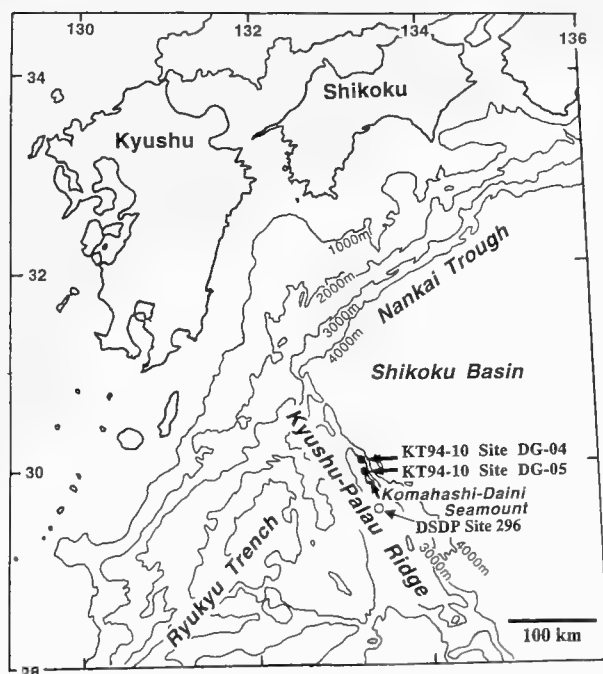 130
132
134
136
34
Shikoku
Kyushu
1000m
32
2000m
3000m
4000m
Nankai Trough
Shikoku Basin
Kyushu-Palau Ridge
KT94-10 Site DG-04
30
KT94-10 Site DG-05
Komahashi-Daini
Seamount
DSDP Site 296
4000m
3000m
Ryukyu Trench
100 km